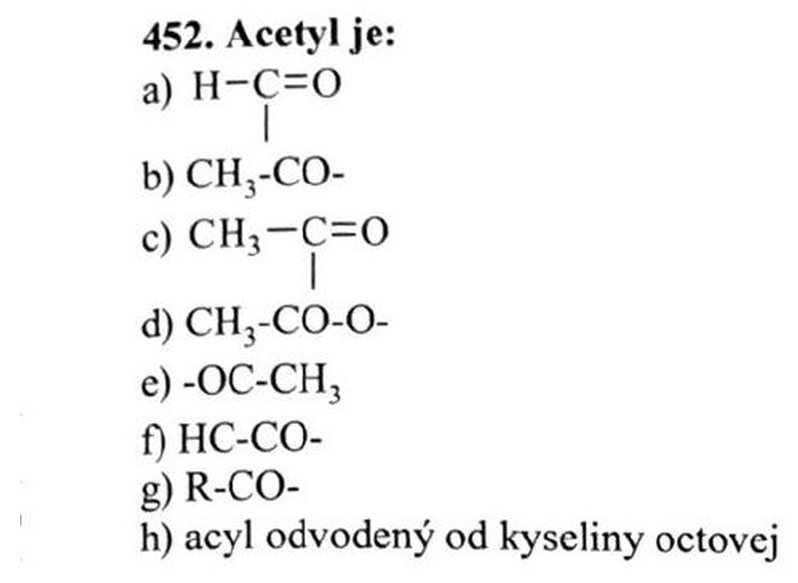 452. Acetyl je:
a) H–C=O
|
b) CH₃-CO-
c) CH₃–C=O
|
d) CH₃-CO-O-
e) -OC-CH₃
f) HC-CO-
g) R-CO-
h) acyl odvodený od kyseliny octovej